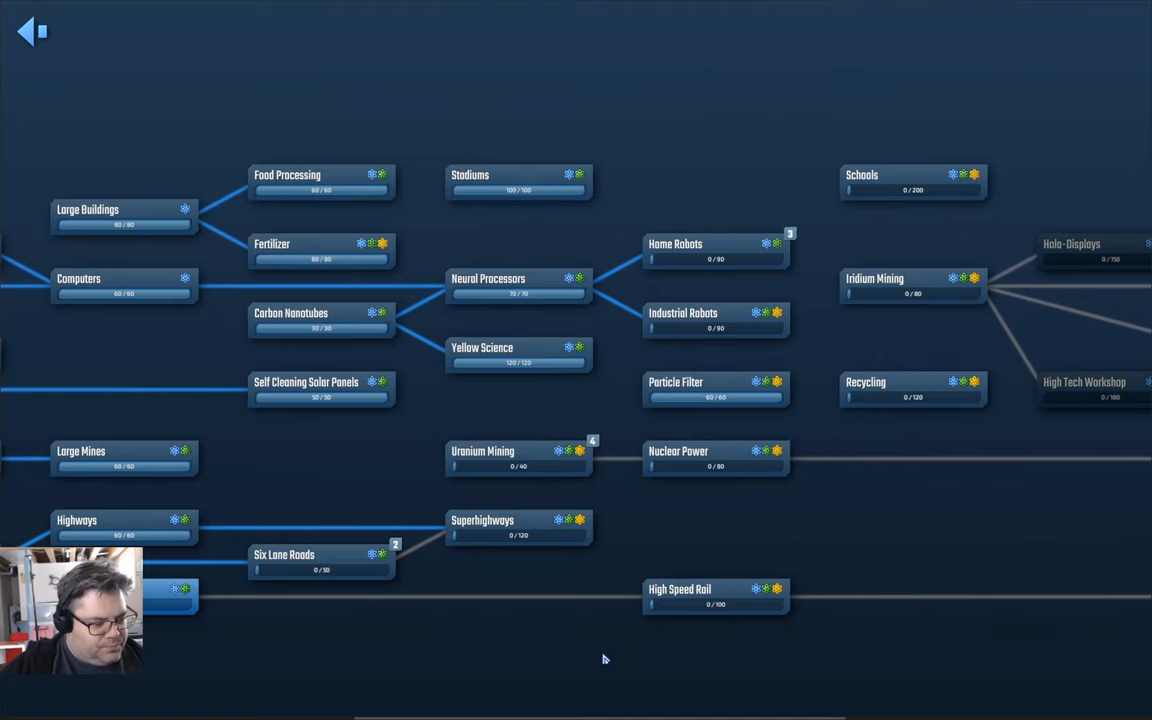 Food Processing
60 / 60
Stadiums
100 / 100
Schools
0 / 200
Large Buildings
80 / 80
Fertilizer
80 / 80
Home Robots
3
0 / 90
Holo-Displays
0 / 150
Computers
60 / 60
Neural Processors
70 / 70
Iridium Mining
0 / 80
Carbon Nanotubes
30 / 30
Industrial Robots
0 / 90
Yellow Science
120 / 120
Self Cleaning Solar Panels
50 / 50
Particle Filter
60 / 60
Recycling
0 / 120
High Tech Workshop
0 / 180
Large Mines
60 / 60
Uranium Mining
4
0 / 40
Nuclear Power
0 / 80
Highways
60 / 60
Superhighways
0 / 120
Six Lane Roads
2
0 / 50
High Speed Rail
0 / 100